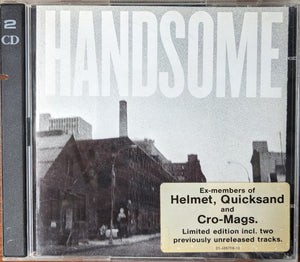 2
CD
HANDSOME
Ex-members of
Helmet, Quicksand
and
Cro-Mags.
Limited edition incl. two
previously unreleased tracks.